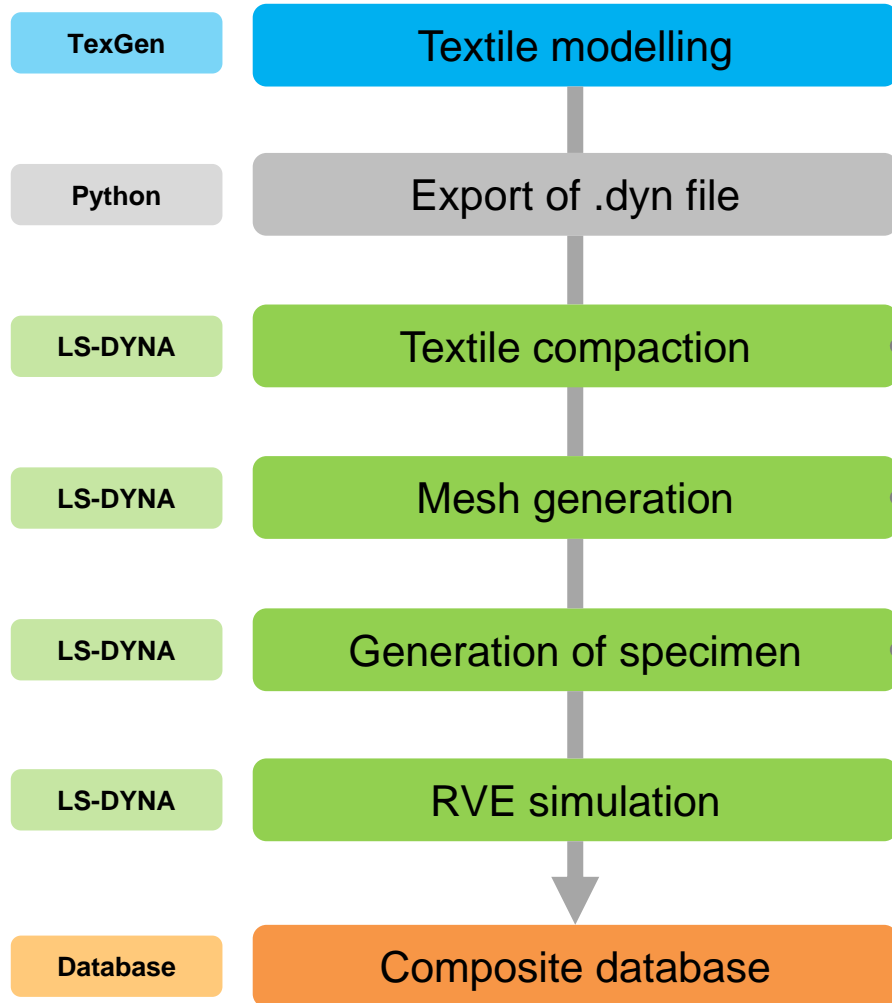 TexGen
Textile modelling
Python
Export of .dyn file
LS-DYNA
Textile compaction
LS-DYNA
Mesh generation
LS-DYNA
Generation of specimen
LS-DYNA
RVE simulation
Database
Composite database